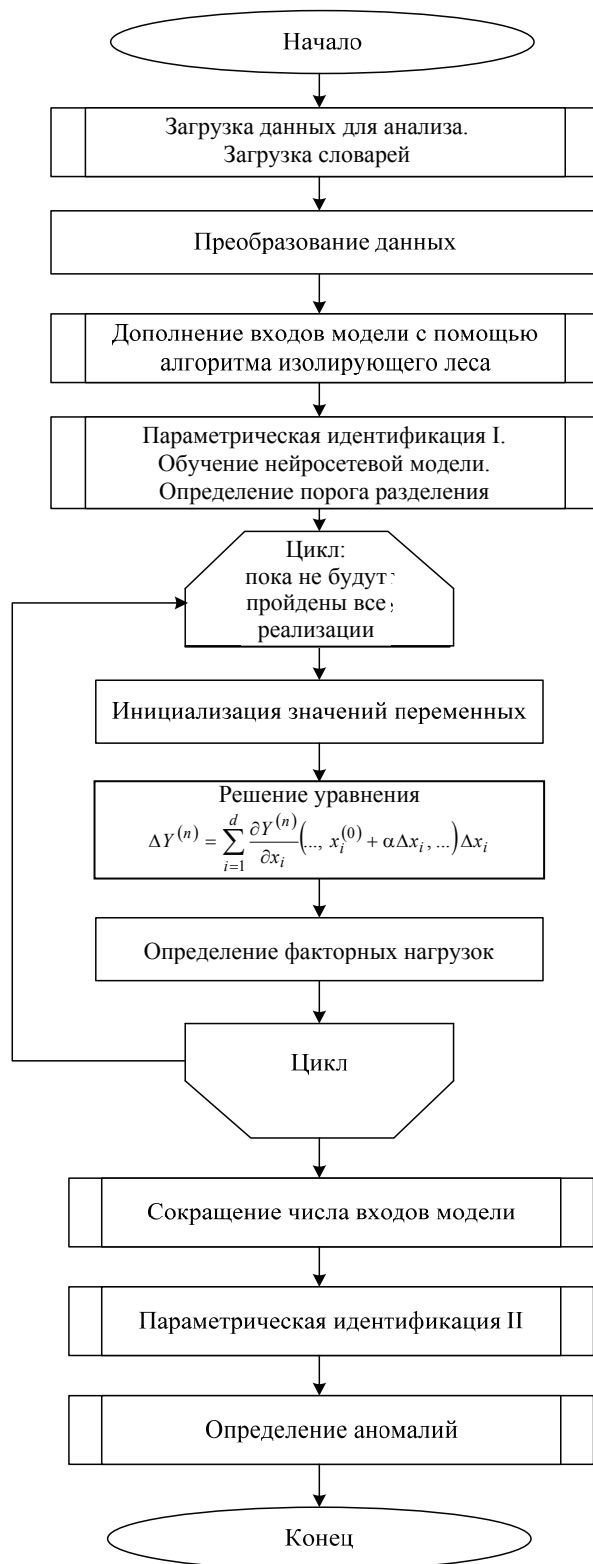 Начало
Загрузка данных для анализа.
Загрузка словарей
Преобразование данных
Дополнение входов модели с помощью
алгоритма изолирующего леса
Параметрическая идентификация I.
Обучение нейросетевой модели.
Определение порога разделения
Цикл:
пока не будут
пройдены все
реализации
Инициализация значений переменных
Решение уравнения
ΔY⁽ⁿ⁾ = ∑_{i=1}^{d} ∂Y⁽ⁿ⁾/∂x_i (..., x_i⁽⁰⁾ + αΔx_i, ...) Δx_i
Определение факторных нагрузок
Цикл
Сокращение числа входов модели
Параметрическая идентификация II
Определение аномалий
Конец